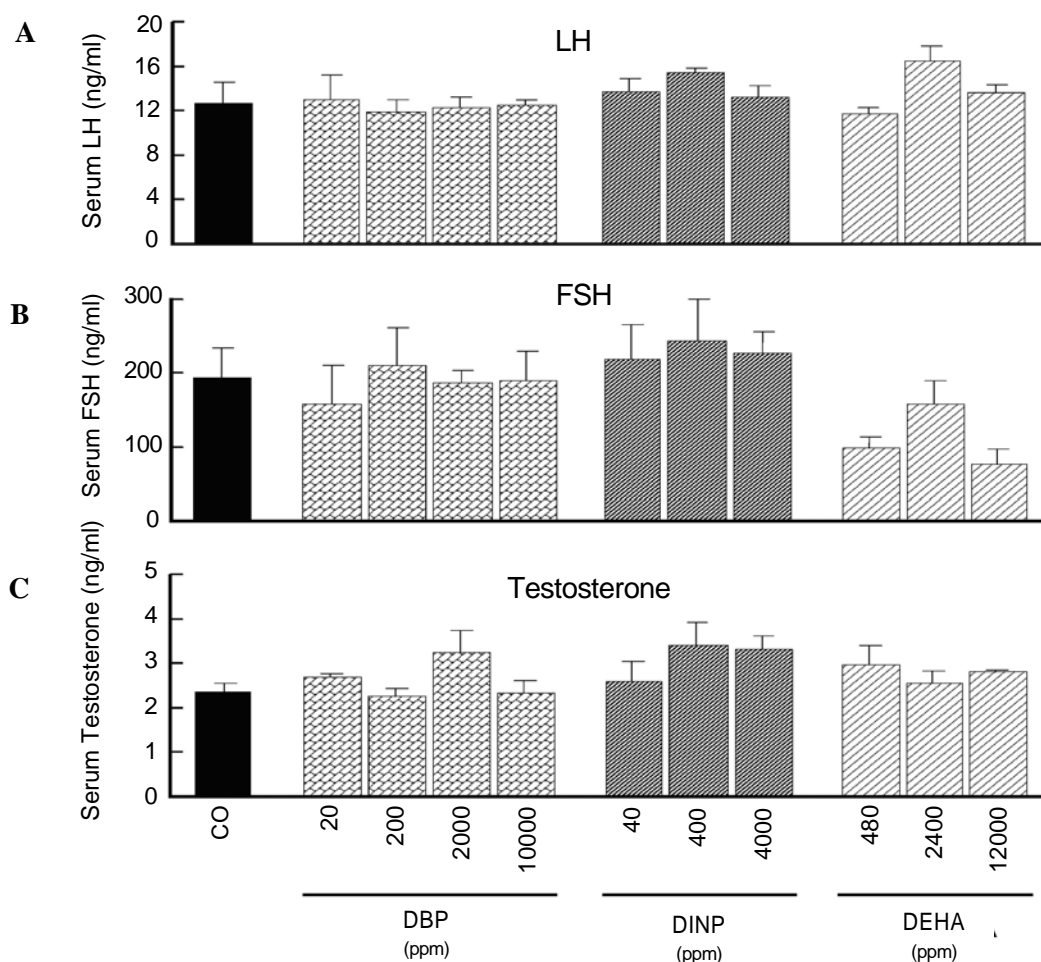 A
Serum LH (ng/ml)
LH
20
16
12
8
4
0
B
Serum FSH (ng/ml)
FSH
300
200
100
0
C
Serum Testosterone (ng/ml)
Testosterone
5
4
3
2
1
0
CO 20 200 2000 10000 40 400 4000 480 2400 12000
DBP DINP DEHA
(ppm) (ppm) (ppm)